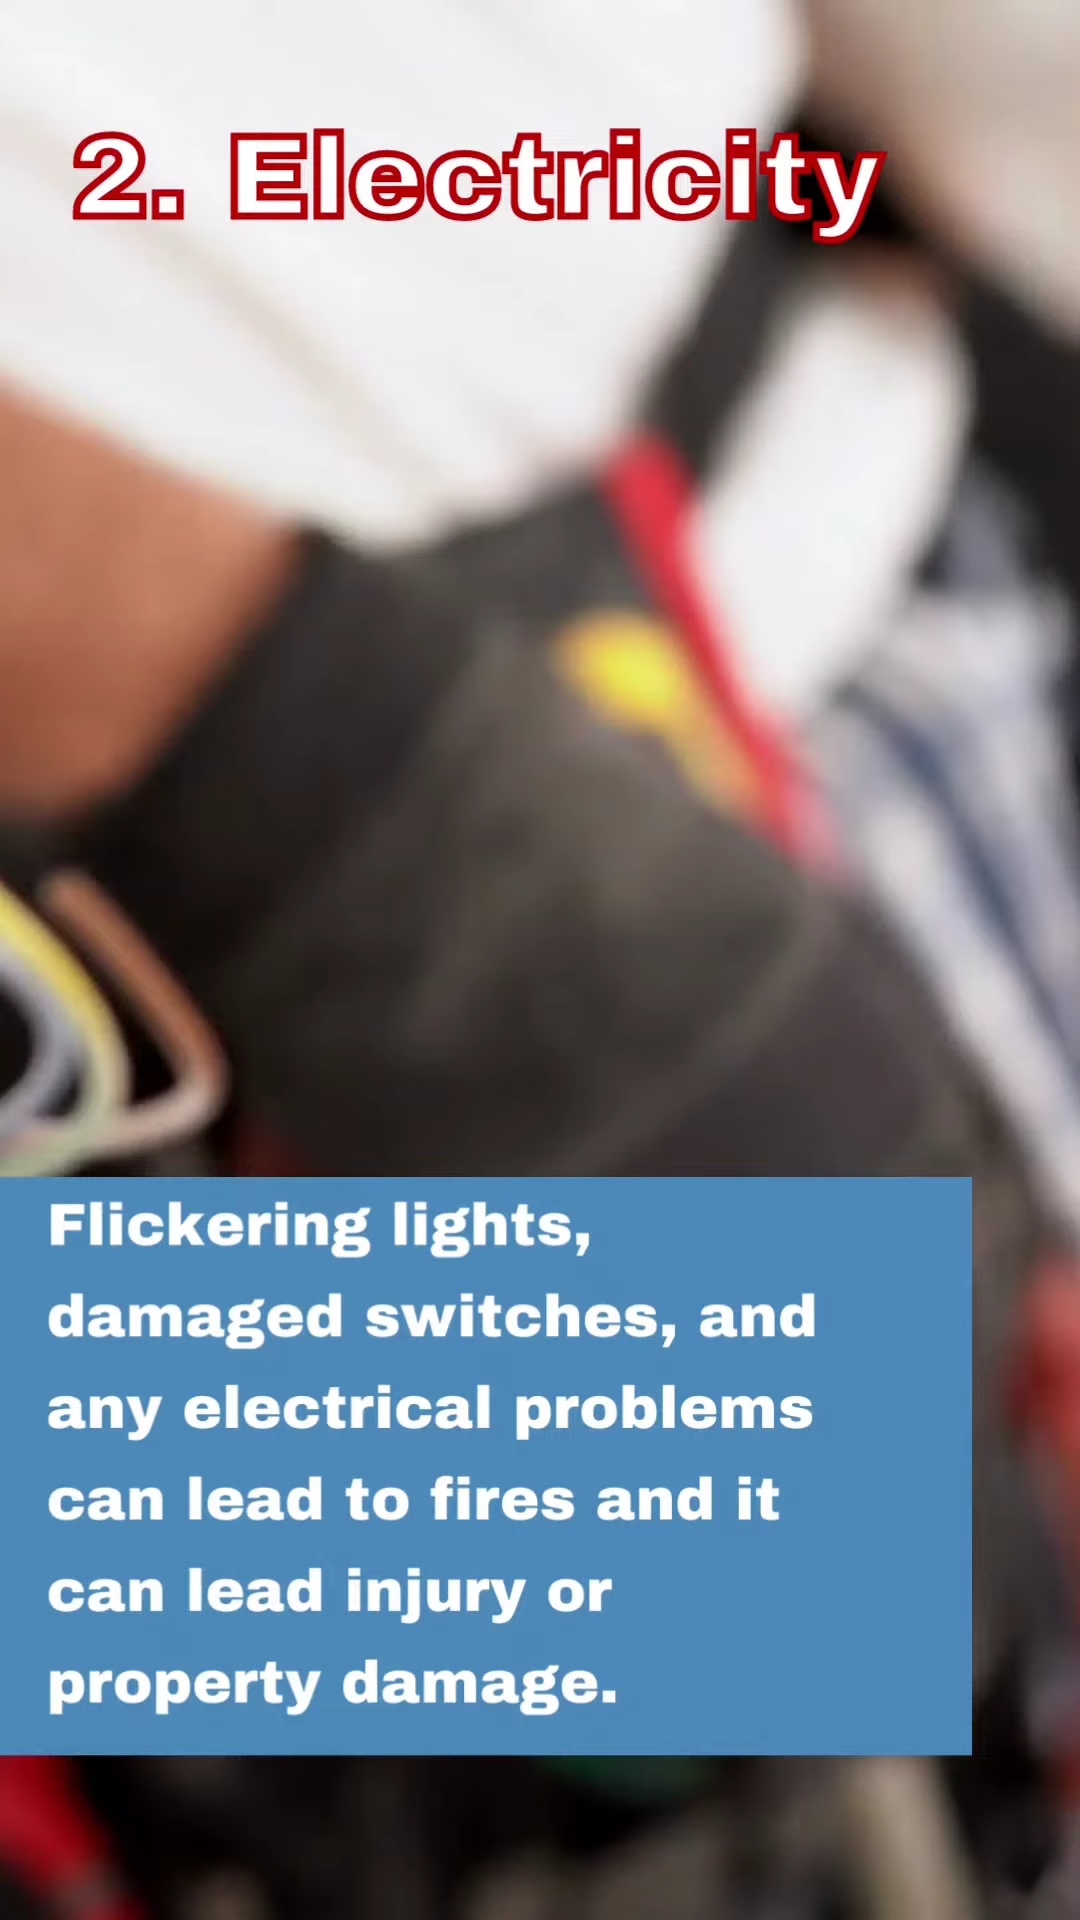 2. Electricity
Flickering lights,
damaged switches, and
any electrical problems
can lead to fires and it
can lead injury or
property damage.